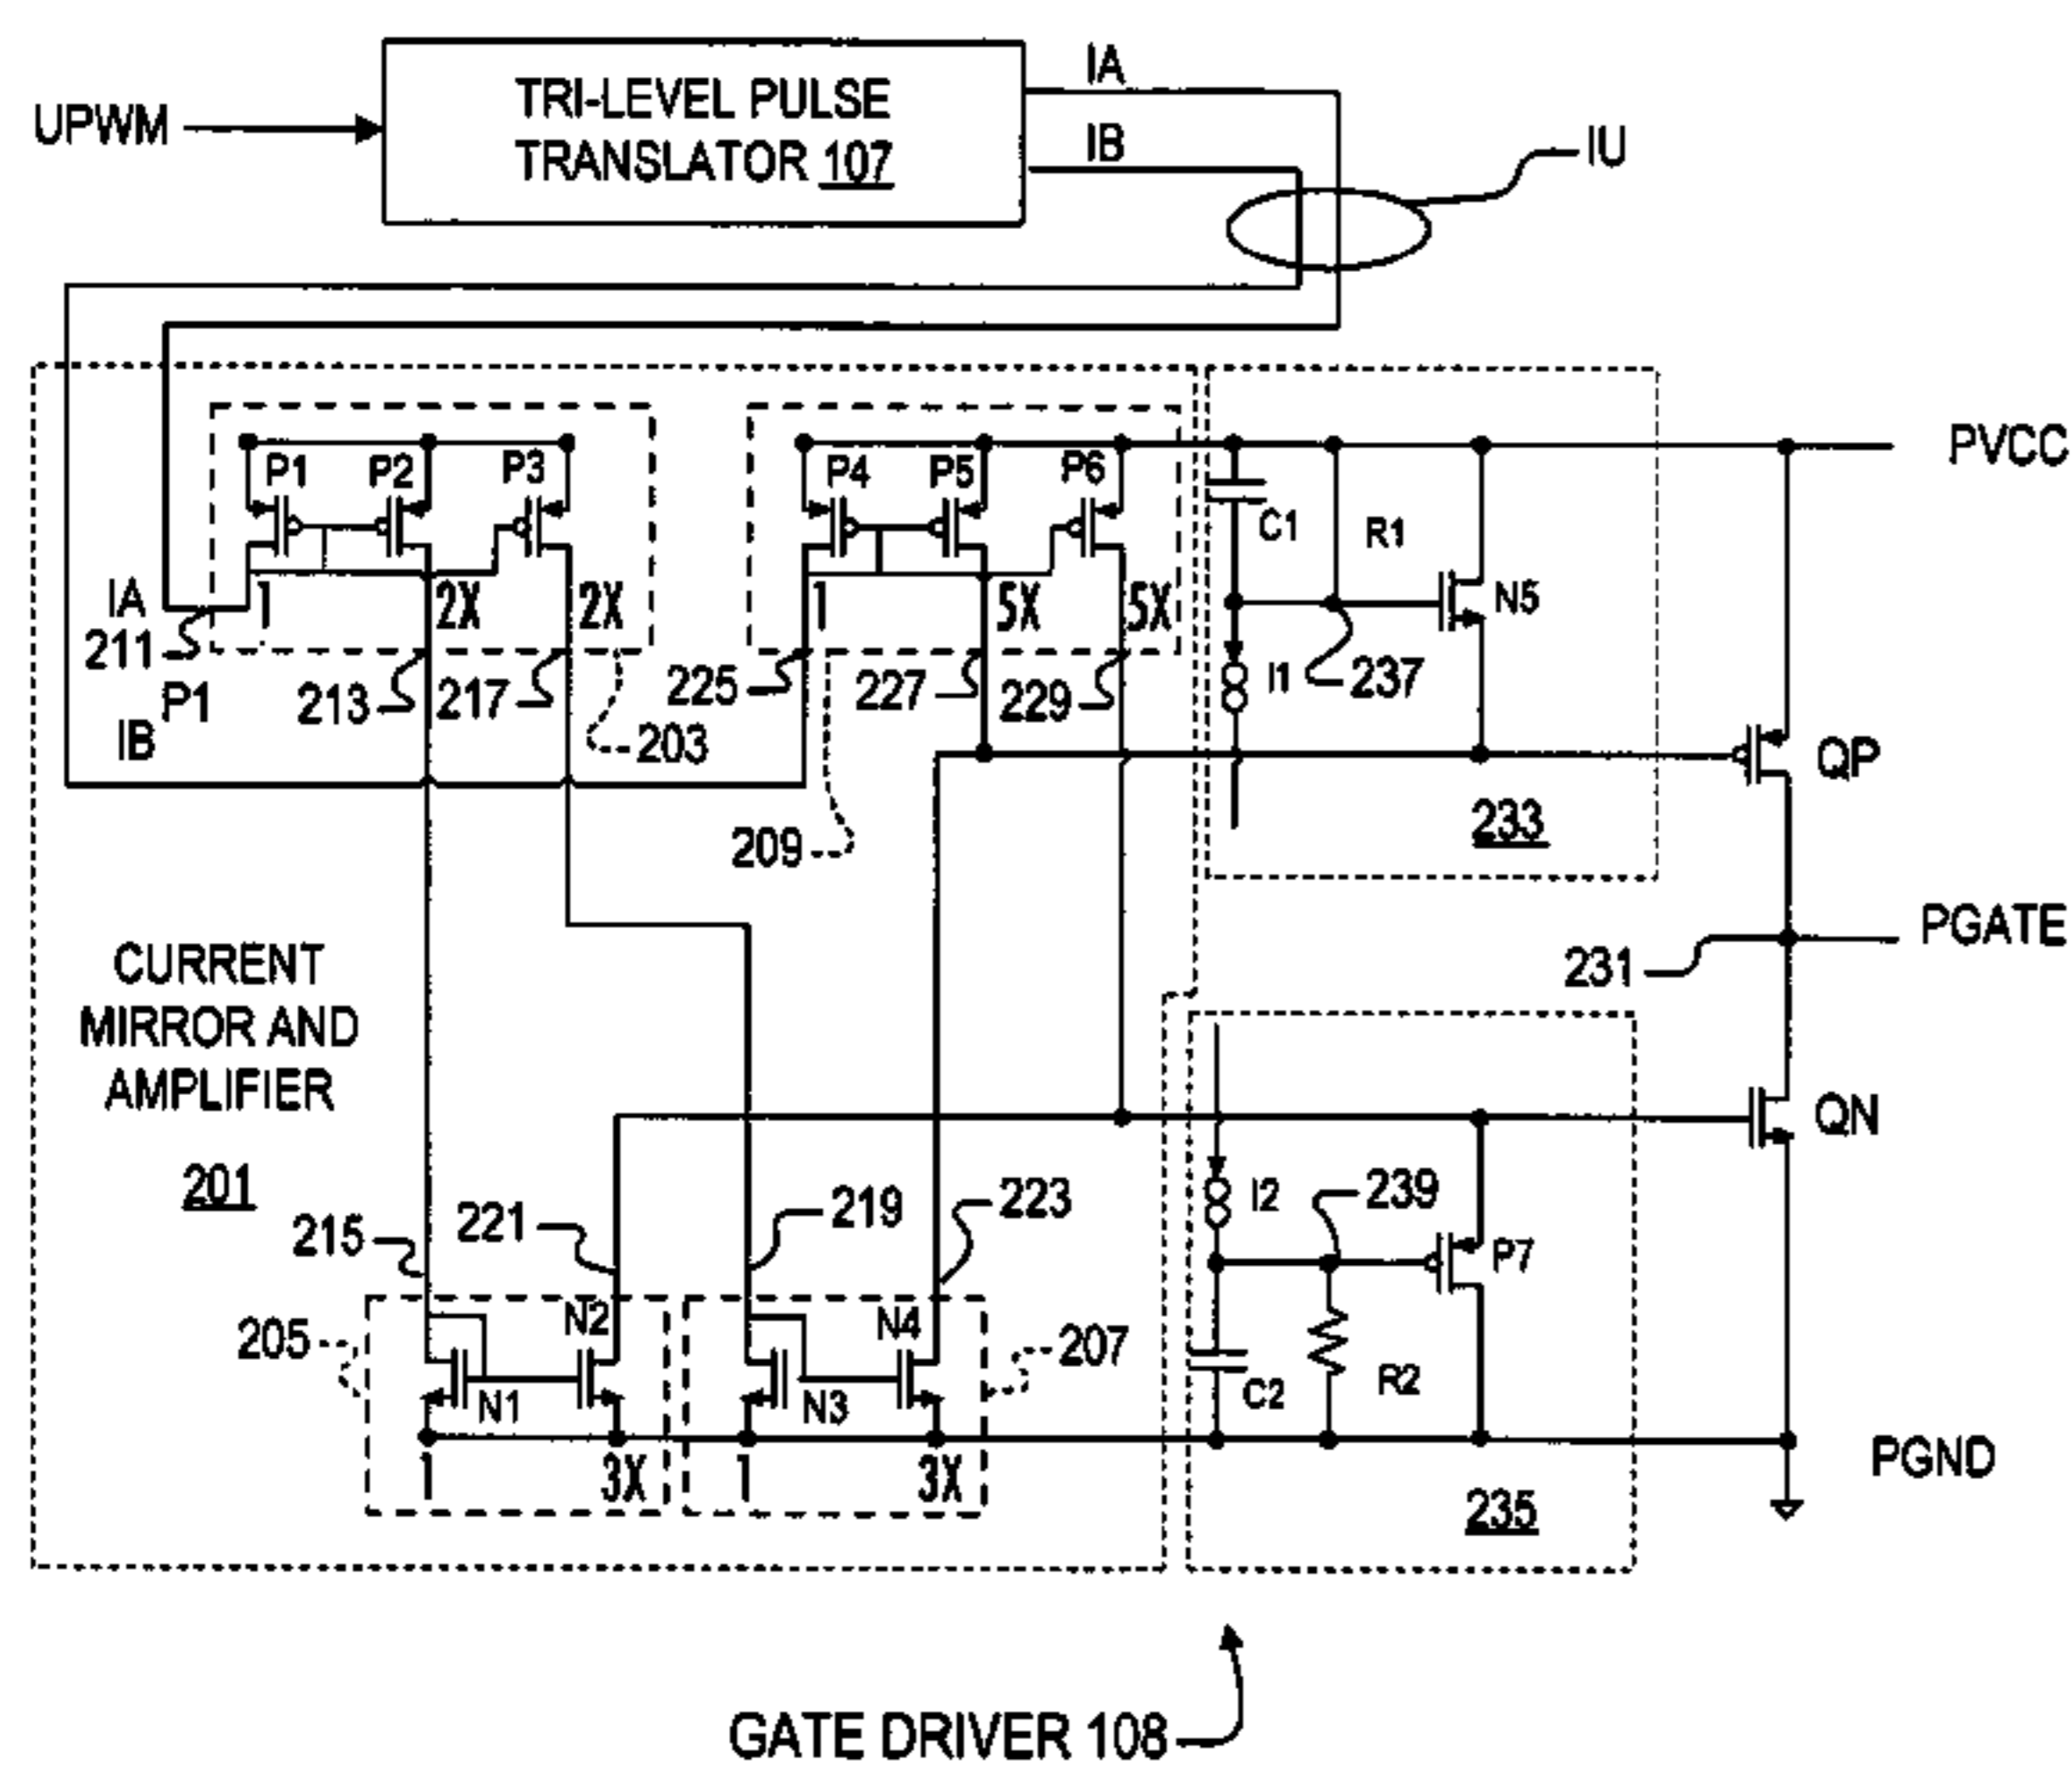 UPWM
TRI-LEVEL PULSE
TRANSLATOR 107
IA
IB
IU
P1
P2
P3
P4
P5
P6
C1
R1
N5
PVCC
IA
1
2X
2X
1
5X
5X
211
P1
213
217
203
225
227
229
I1
237
IB
209
233
QP
CURRENT
MIRROR AND
AMPLIFIER
201
231
PGATE
215
221
219
223
I2
239
P7
QN
205
N2
N4
207
N1
N3
C2
R2
1
3X
1
3X
235
PGND
GATE DRIVER 108